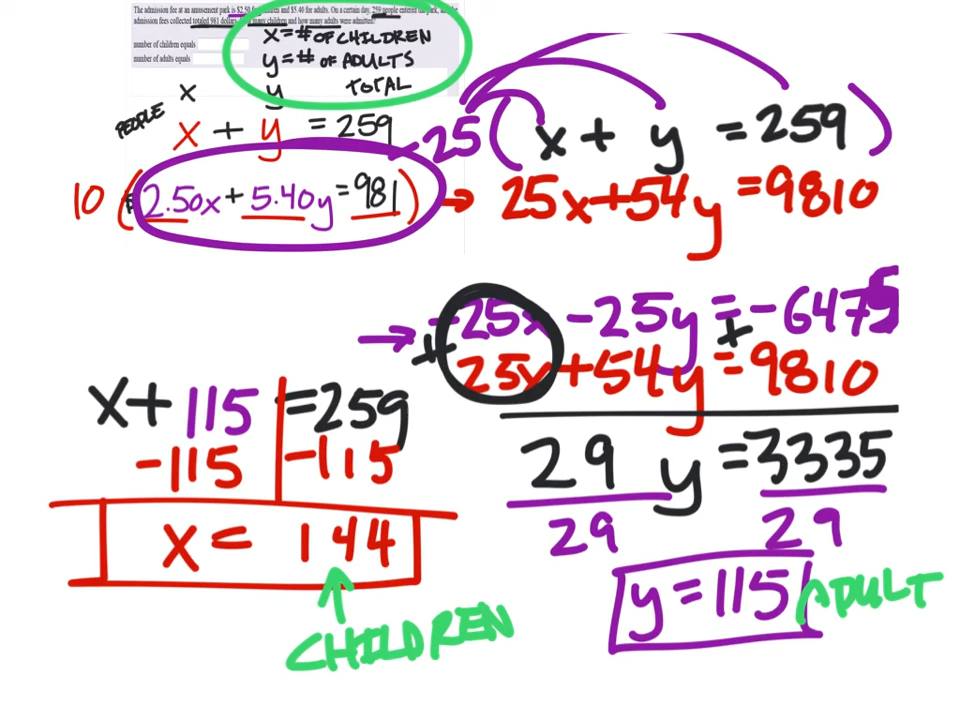 The admission fee at an amusement park is $2.50 for children and $5.40 for adults. On a certain day, 259 people entered the park, and the
admission fees collected totaled 981 dollars. many children and how many adults were admitted?
number of children equals
number of adults equals
x = # OF CHILDREN
y = # OF ADULTS
x y TOTAL
PEOPLE x + y = 259
10 ( 2.50x + 5.40y = 981 ) →
-25 ( x + y = 259 )
25x + 54y = 9810
→ -25x - 25y = -6475
+ 25x + 54y = 9810 +
29 y = 3335
29 29
y = 115 ADULT
x + 115 = 259
-115 -115
x = 144
CHILDREN